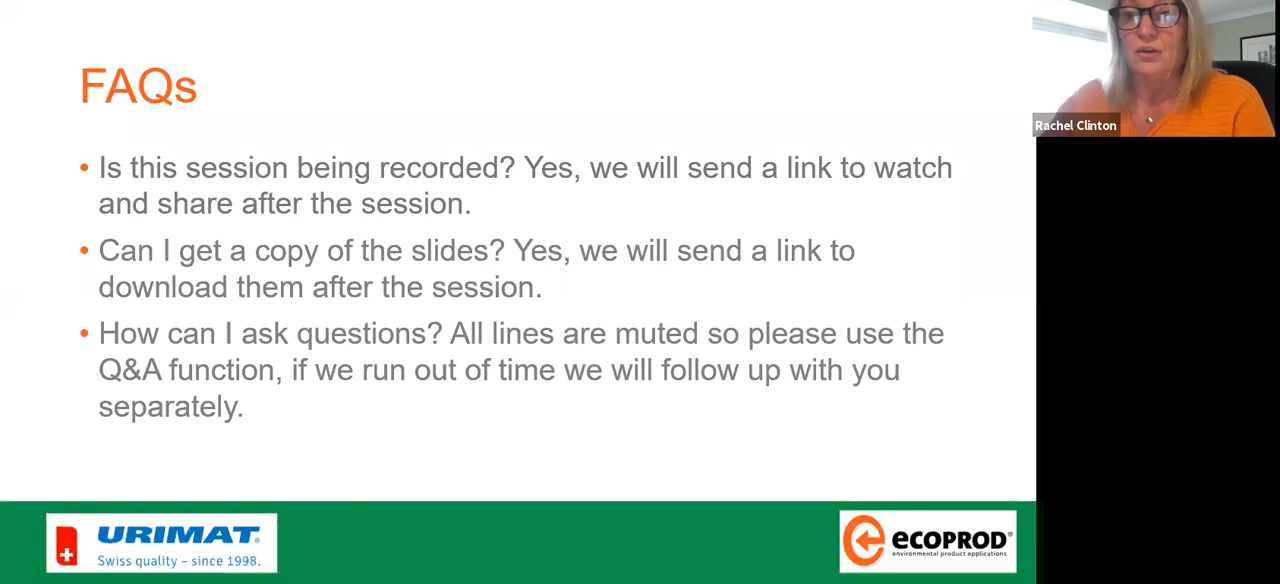 FAQs
• Is this session being recorded? Yes, we will send a link to watch
and share after the session.
• Can I get a copy of the slides? Yes, we will send a link to
download them after the session.
• How can I ask questions? All lines are muted so please use the
Q&A function, if we run out of time we will follow up with you
separately.
Rachel Clinton
URIMAT®
Swiss quality – since 1998.
ECOPROD®
environmental product applications